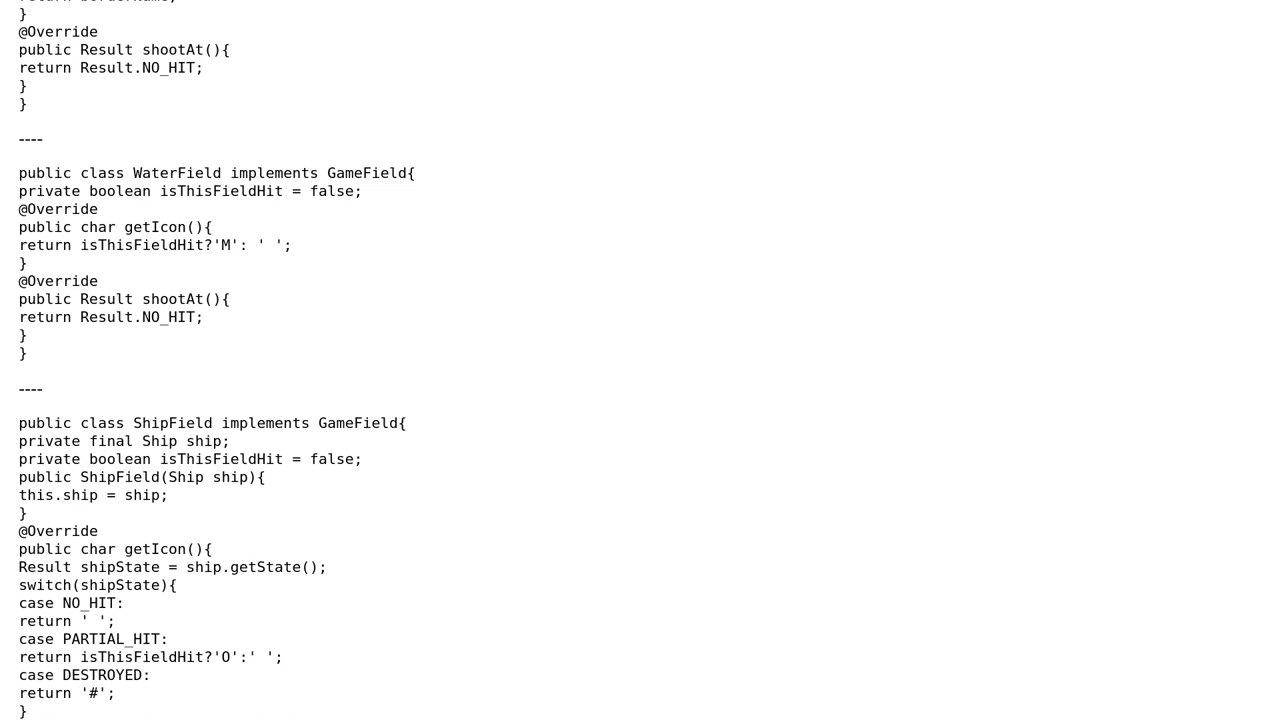 }
@Override
public Result shootAt(){
return Result.NO_HIT;
}
}
----
public class WaterField implements GameField{
private boolean isThisFieldHit = false;
@Override
public char getIcon(){
return isThisFieldHit?'M': ' ';
}
@Override
public Result shootAt(){
return Result.NO_HIT;
}
}
----
public class ShipField implements GameField{
private final Ship ship;
private boolean isThisFieldHit = false;
public ShipField(Ship ship){
this.ship = ship;
}
@Override
public char getIcon(){
Result shipState = ship.getState();
switch(shipState){
case NO_HIT:
return ' ';
case PARTIAL_HIT:
return isThisFieldHit?'O':' ';
case DESTROYED:
return '#';
}